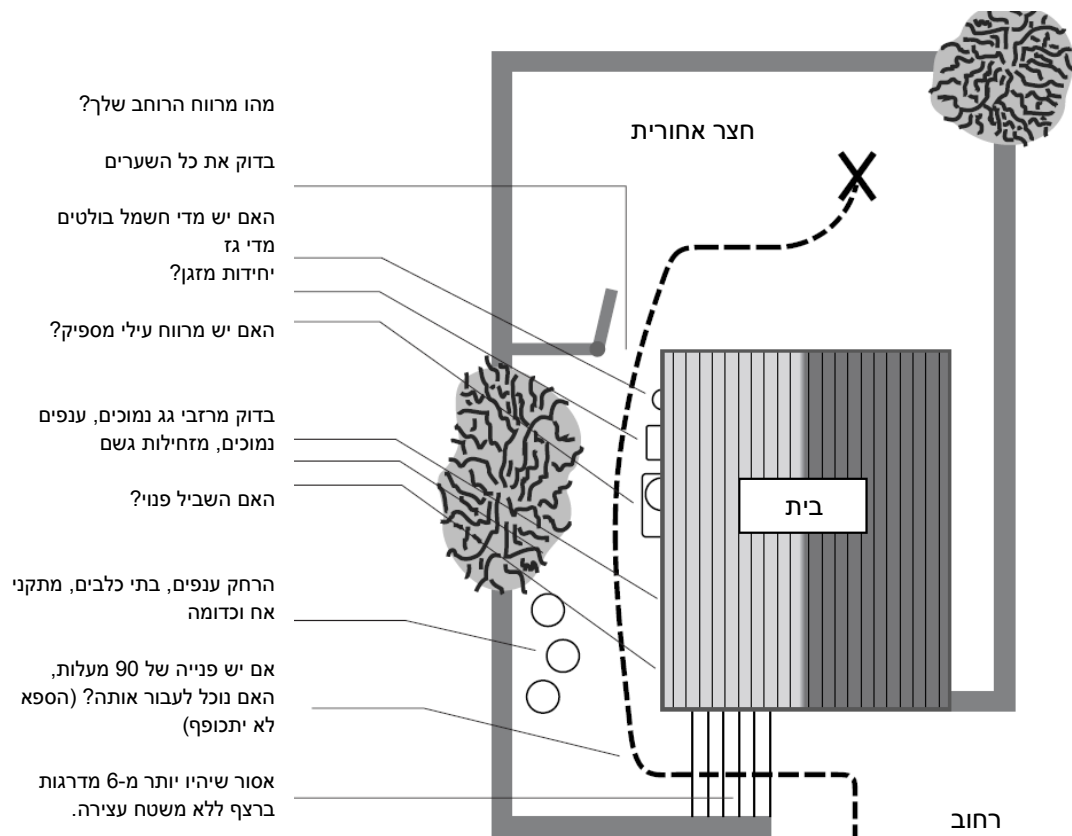 מהו מרווח הרוחב שלך?
בדוק את כל השערים
האם יש מדי חשמל בולטים
מדי גז
יחידות מזגן?
האם יש מרווח עילי מספיק?
בדוק מרזבי גג נמוכים, ענפים
נמוכים, מזחילות גשם
האם השביל פנוי?
הרחק ענפים, בתי כלבים, מתקני
אח וכדומה
אם יש פנייה של 90 מעלות,
האם נוכל לעבור אותה? (הספא
לא יתכופף)
אסור שיהיו יותר מ-6 מדרגות
ברצף ללא משטח עצירה.
חצר אחורית
בית
רחוב